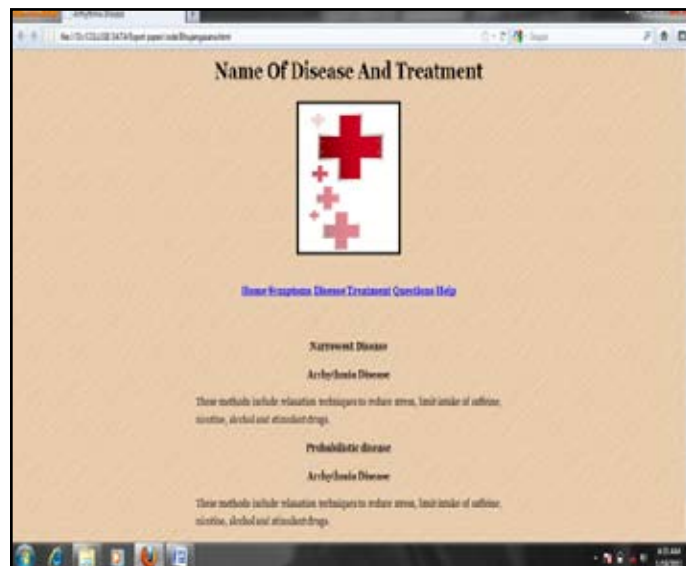 Arrhythmia Disease
Name Of Disease And Treatment
Home Symptoms Disease Treatment Questions Help
Narrowest Disease
Arrhythmia Disease
These methods include relaxation techniques to reduce stress, limit intake of caffeine,
nicotine, alcohol and stimulant drugs.
Probabilistic disease
Arrhythmia Disease
These methods include relaxation techniques to reduce stress, limit intake of caffeine,
nicotine, alcohol and stimulant drugs.